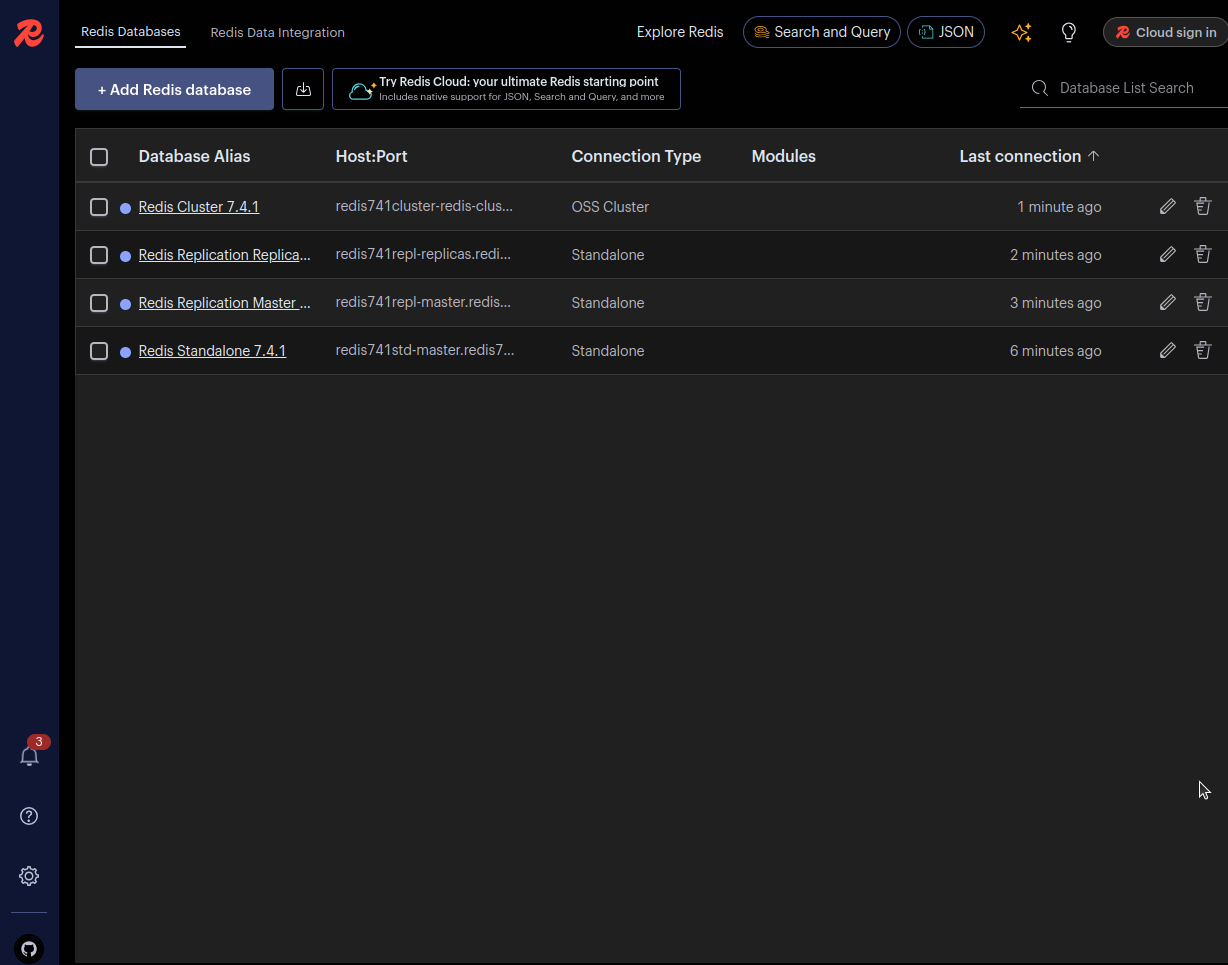 Redis Databases
Redis Data Integration
Explore Redis
Search and Query
JSON
Cloud sign in
+ Add Redis database
Try Redis Cloud: your ultimate Redis starting point
Includes native support for JSON, Search and Query, and more
Database List Search
Database Alias Host:Port Connection Type Modules Last connection
Redis Cluster 7.4.1 redis741cluster-redis-clus... OSS Cluster 1 minute ago
Redis Replication Replica... redis741repl-replicas.redi... Standalone 2 minutes ago
Redis Replication Master ... redis741repl-master.redis... Standalone 3 minutes ago
Redis Standalone 7.4.1 redis741std-master.redis7... Standalone 6 minutes ago
3